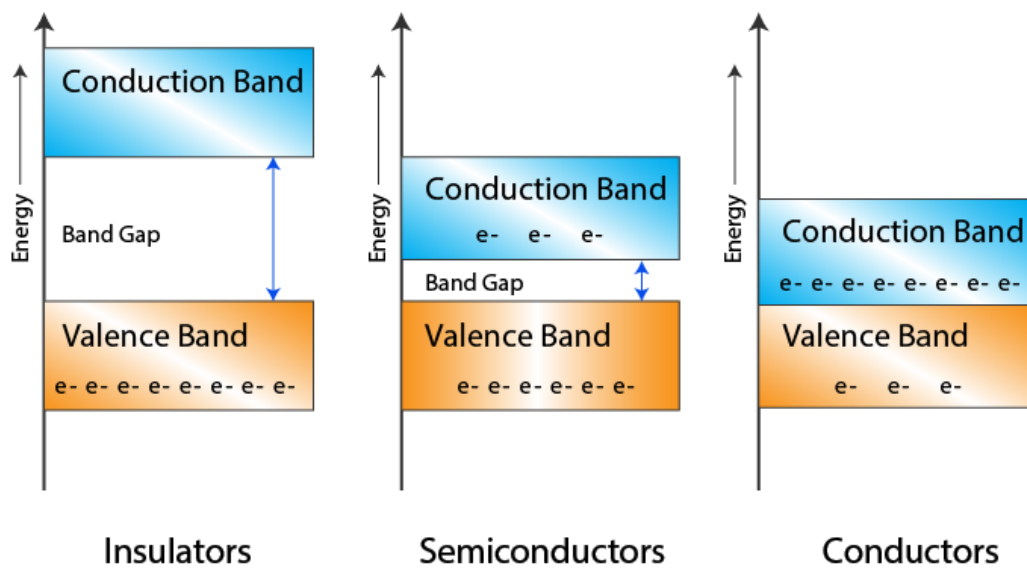 Energy
Conduction Band
Band Gap
Valence Band
e- e- e- e- e- e- e- e-
Insulators
Energy
Conduction Band
e- e- e-
Band Gap
Valence Band
e- e- e- e- e- e-
Semiconductors
Energy
Conduction Band
e- e- e- e- e- e- e- e-
Valence Band
e- e- e-
Conductors